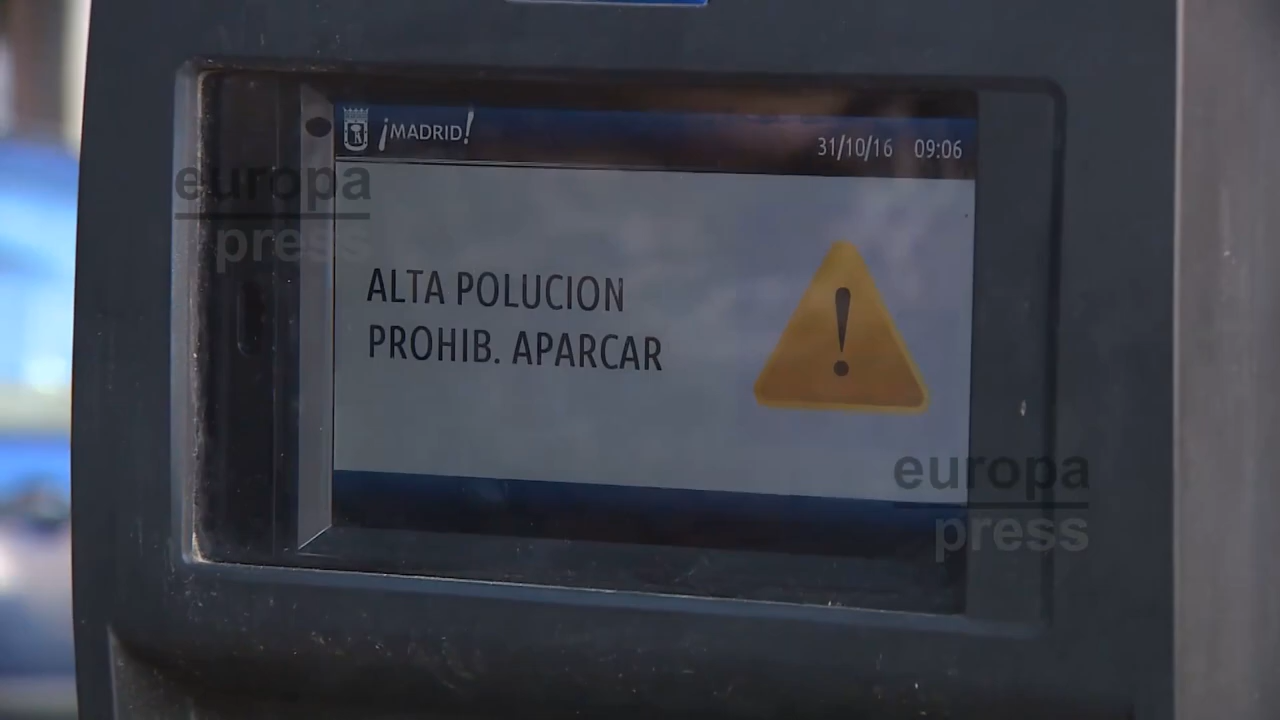 ¡MADRID!
31/10/16 09:06
europa
press
ALTA POLUCION
PROHIB. APARCAR
europa
press